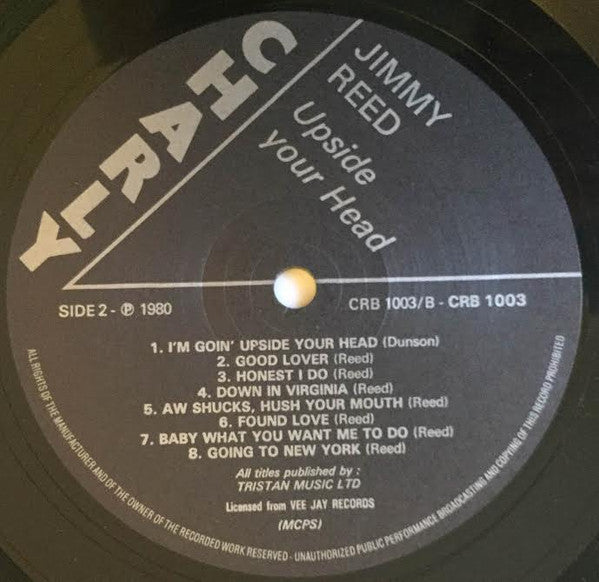 CHARLY
JIMMY
REED
Upside
your Head
SIDE 2 - ℗ 1980
CRB 1003/B - CRB 1003
1. I'M GOIN' UPSIDE YOUR HEAD (Dunson)
2. GOOD LOVER (Reed)
3. HONEST I DO (Reed)
4. DOWN IN VIRGINIA (Reed)
5. AW SHUCKS, HUSH YOUR MOUTH (Reed)
6. FOUND LOVE (Reed)
7. BABY WHAT YOU WANT ME TO DO (Reed)
8. GOING TO NEW YORK (Reed)
All titles published by :
TRISTAN MUSIC LTD
Licensed from VEE JAY RECORDS
(MCPS)
ALL RIGHTS OF THE MANUFACTURER AND OF THE OWNER OF THE RECORDED WORK RESERVED - UNAUTHORIZED PUBLIC PERFORMANCE BROADCASTING AND COPYING OF THIS RECORD PROHIBITED